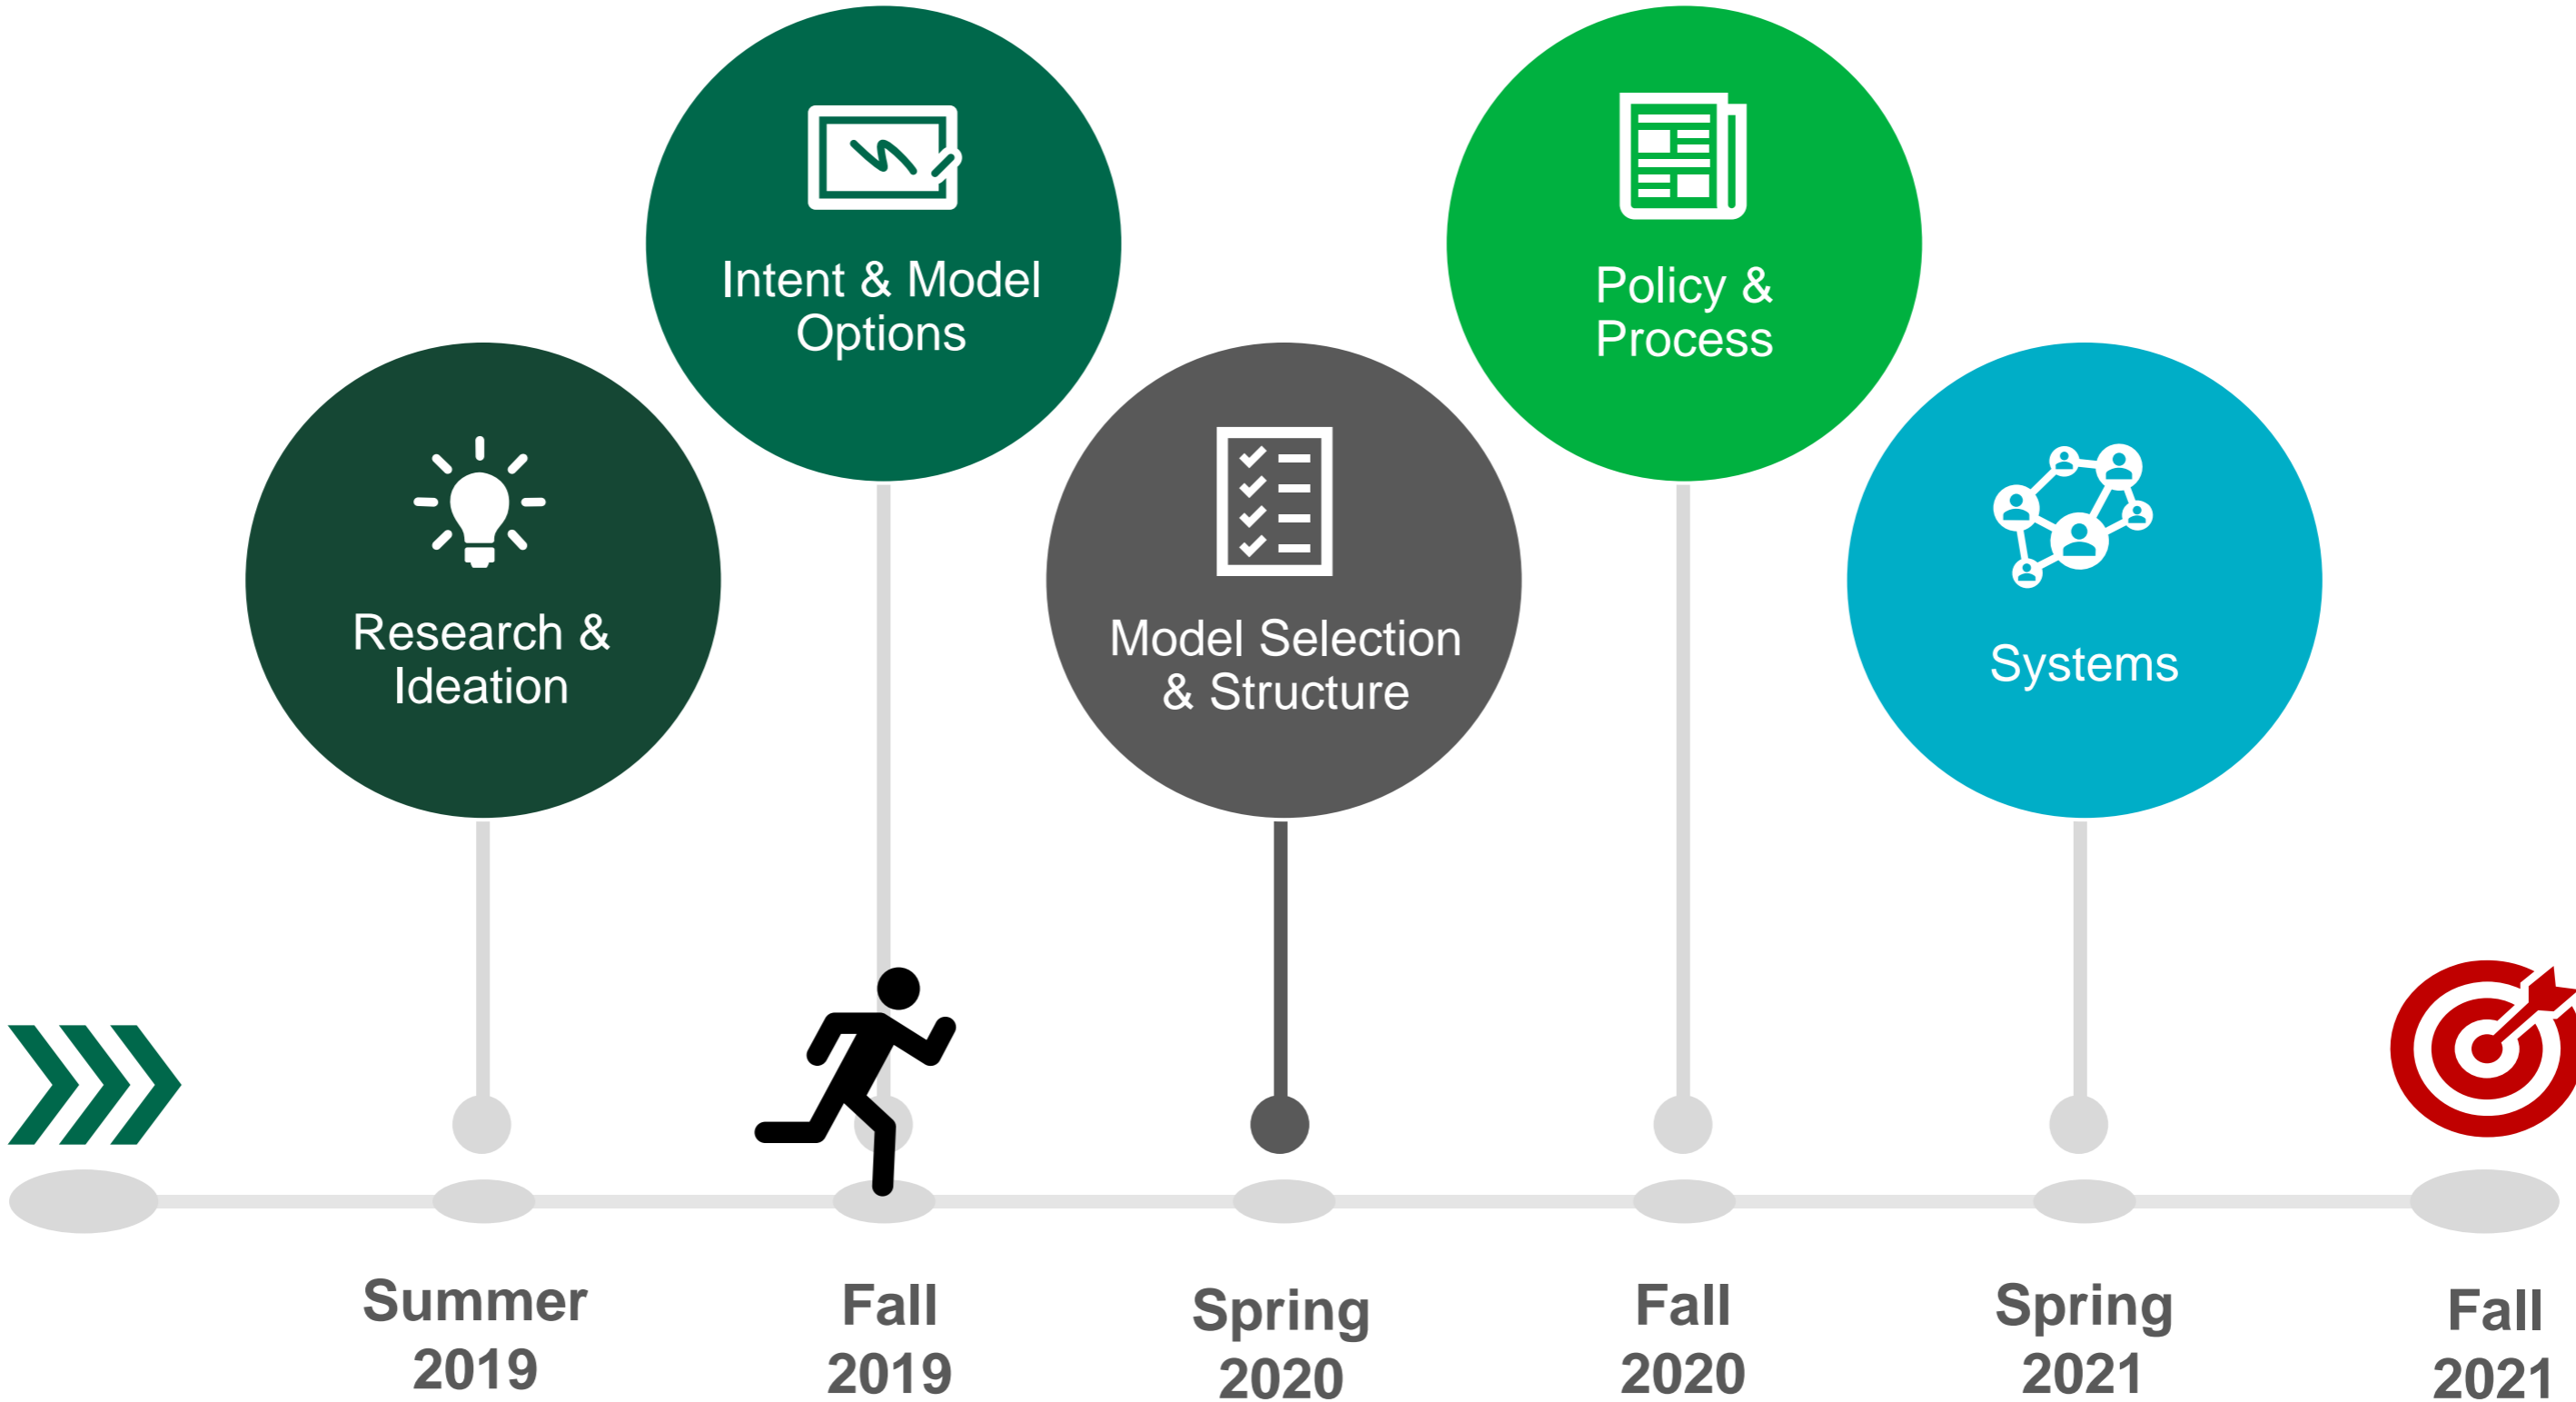 Research &
Ideation
Intent & Model
Options
Model Selection
& Structure
Policy &
Process
Systems
Summer
2019
Fall
2019
Spring
2020
Fall
2020
Spring
2021
Fall
2021